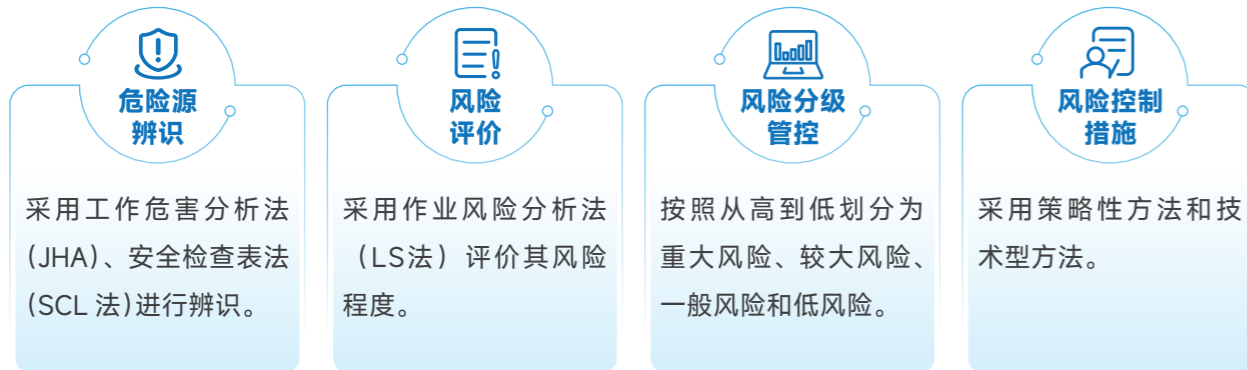 危险源
辨识
采用工作危害分析法
(JHA)、安全检查表法
(SCL 法)进行辨识。
风险
评价
采用作业风险分析法
（LS法）评价其风险
程度。
风险分级
管控
按照从高到低划分为
重大风险、较大风险、
一般风险和低风险。
风险控制
措施
采用策略性方法和技
术型方法。